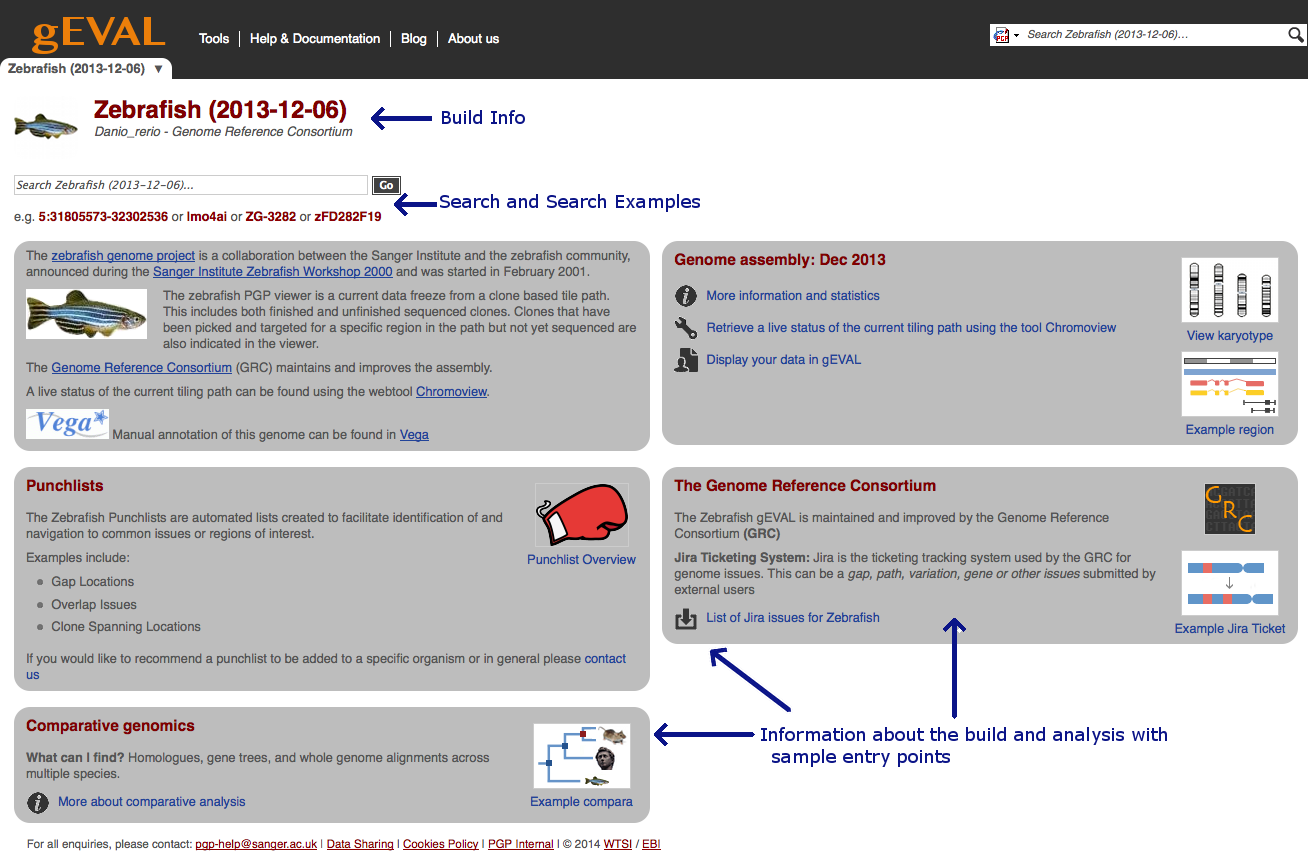 gEVAL
Tools | Help & Documentation | Blog | About us
Search Zebrafish (2013-12-06)...
Zebrafish (2013-12-06) ▼
Zebrafish (2013-12-06)
Danio_rerio - Genome Reference Consortium
Build Info
Search Zebrafish (2013-12-06)...
Go
Search and Search Examples
e.g. 5:31805573-32302536 or lmo4ai or ZG-3282 or zFD282F19
The zebrafish genome project is a collaboration between the Sanger Institute and the zebrafish community,
announced during the Sanger Institute Zebrafish Workshop 2000 and was started in February 2001.
The zebrafish PGP viewer is a current data freeze from a clone based tile path.
This includes both finished and unfinished sequenced clones. Clones that have
been picked and targeted for a specific region in the path but not yet sequenced are
also indicated in the viewer.
The Genome Reference Consortium (GRC) maintains and improves the assembly.
A live status of the current tiling path can be found using the webtool Chromoview.
Vega
Manual annotation of this genome can be found in Vega
Genome assembly: Dec 2013
More information and statistics
Retrieve a live status of the current tiling path using the tool Chromoview
Display your data in gEVAL
View karyotype
Example region
Punchlists
The Zebrafish Punchlists are automated lists created to facilitate identification of and
navigation to common issues or regions of interest.
Examples include:
Gap Locations
Overlap Issues
Clone Spanning Locations
Punchlist Overview
If you would like to recommend a punchlist to be added to a specific organism or in general please contact
us
The Genome Reference Consortium
The Zebrafish gEVAL is maintained and improved by the Genome Reference
Consortium (GRC)
Jira Ticketing System: Jira is the ticketing tracking system used by the GRC for
genome issues. This can be a gap, path, variation, gene or other issues submitted by
external users
List of Jira issues for Zebrafish
GRC
Example Jira Ticket
Comparative genomics
What can I find? Homologues, gene trees, and whole genome alignments across
multiple species.
More about comparative analysis
Example compara
Information about the build and analysis with
sample entry points
For all enquiries, please contact: pgp-help@sanger.ac.uk | Data Sharing | Cookies Policy | PGP Internal | © 2014 WTSI / EBI